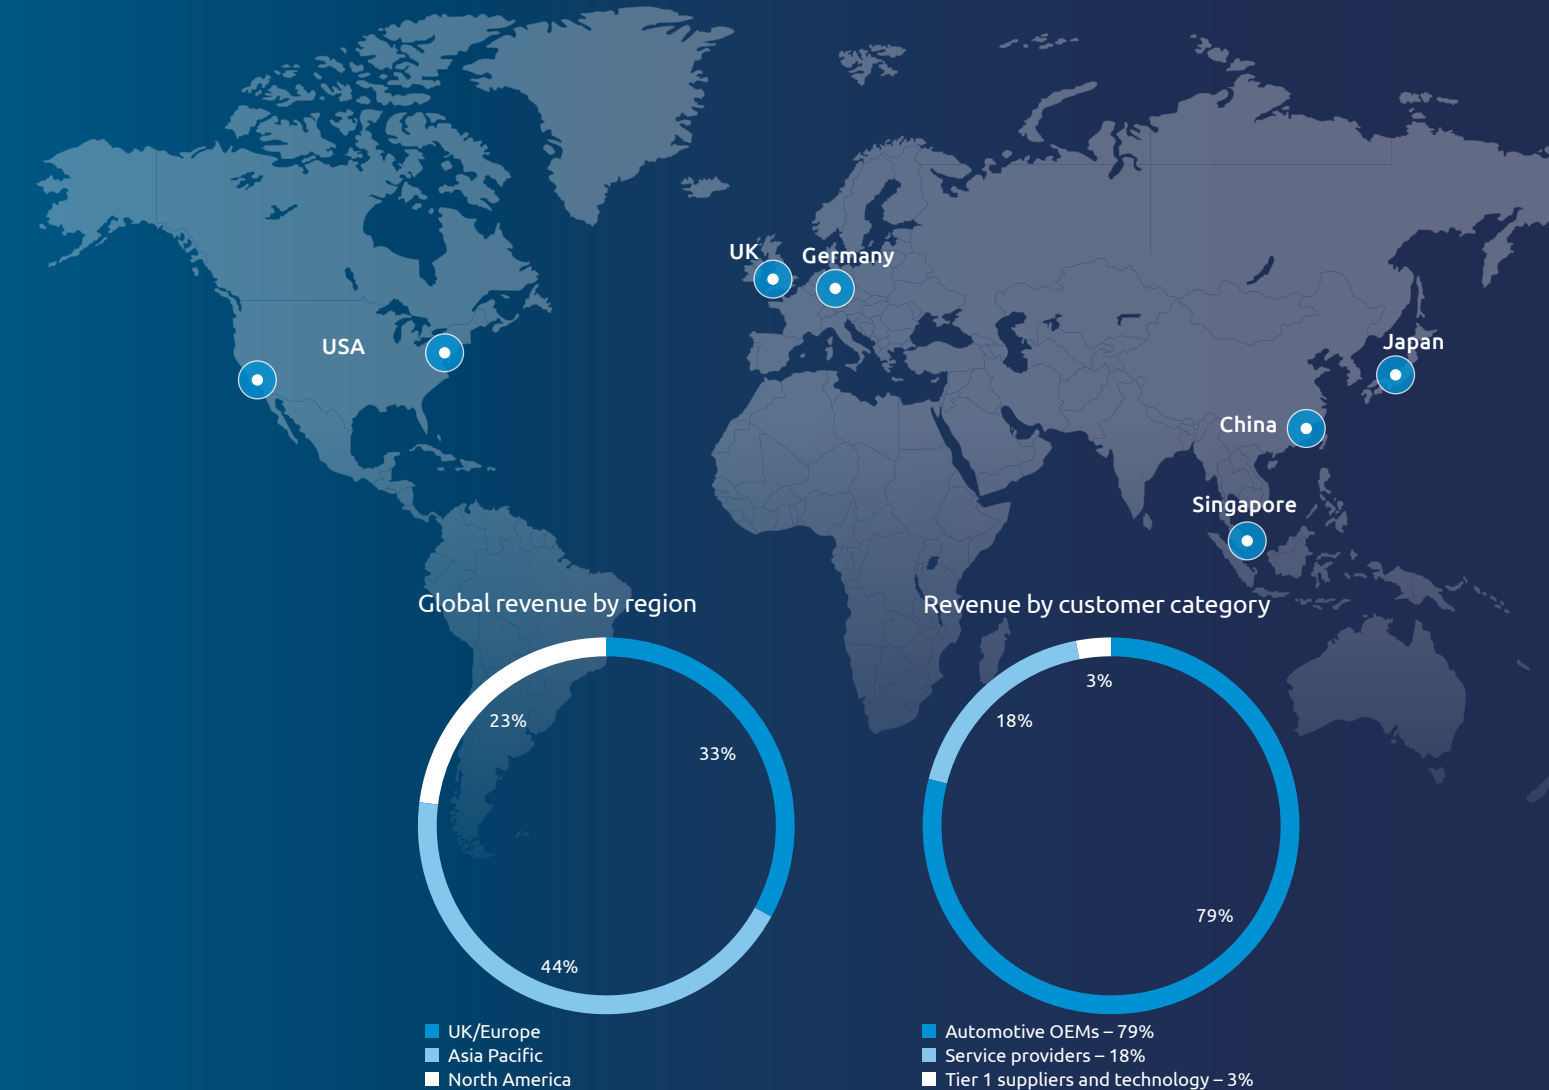 UK
Germany
USA
Japan
China
Singapore
Global revenue by region
23%
33%
44%
UK/Europe
Asia Pacific
North America
Revenue by customer category
3%
18%
79%
Automotive OEMs – 79%
Service providers – 18%
Tier 1 suppliers and technology – 3%